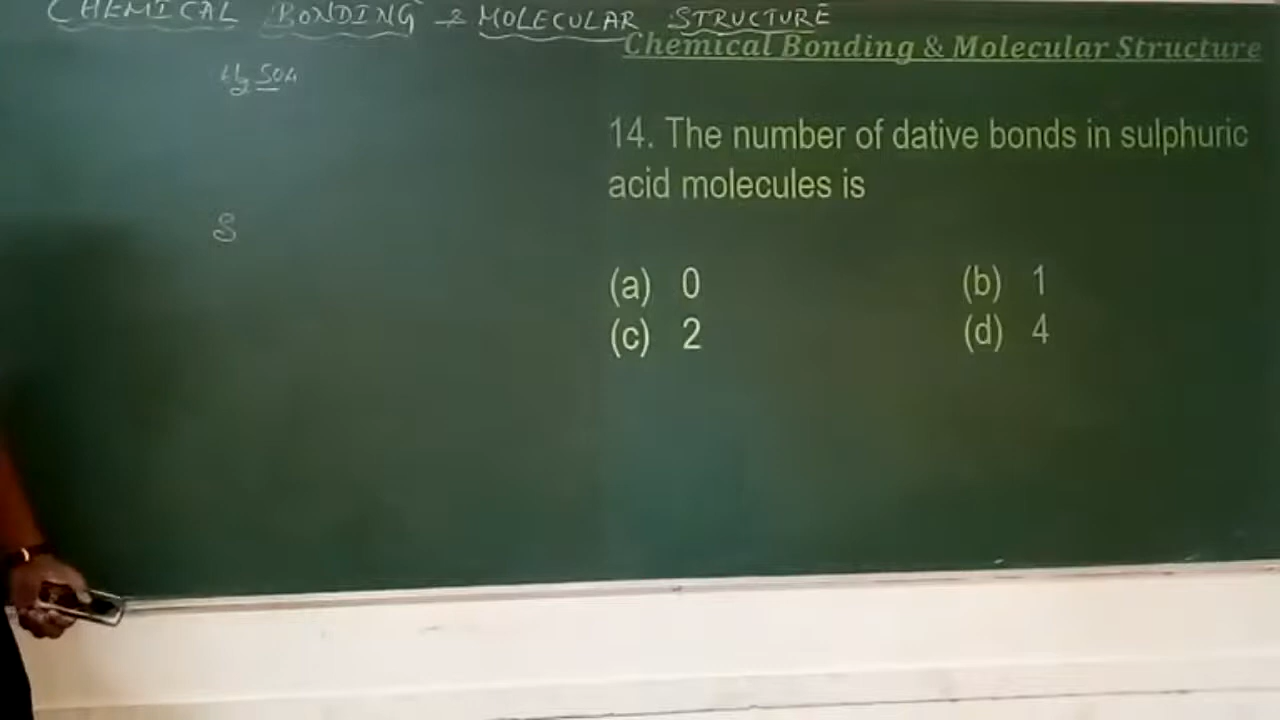 CHEMICAL BONDING & MOLECULAR STRUCTURE
Chemical Bonding & Molecular Structure
H2SO4
14. The number of dative bonds in sulphuric
acid molecules is
S
(a) 0 (b) 1
(c) 2 (d) 4